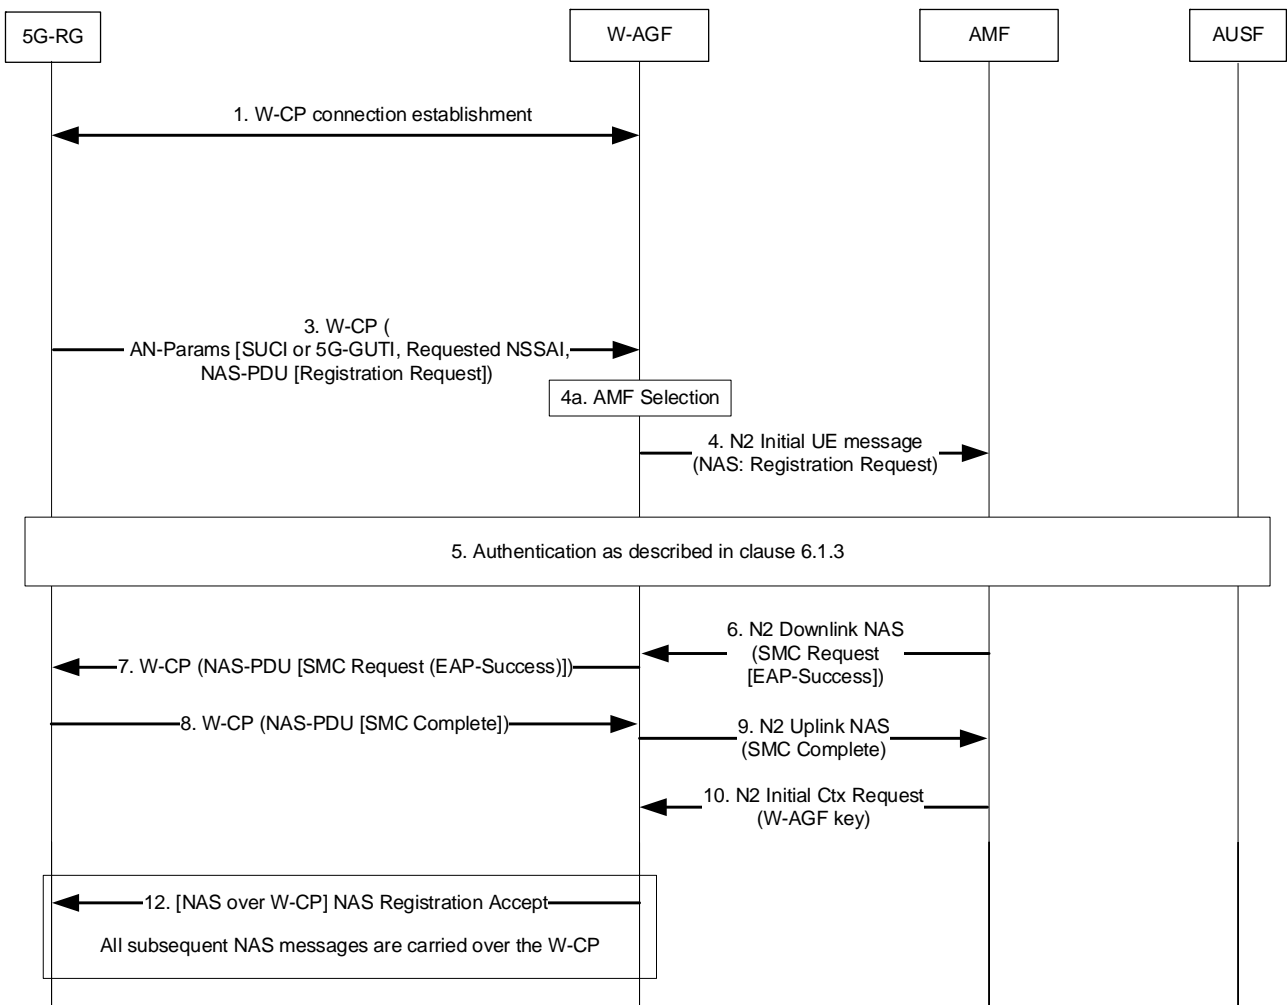 5G-RG
W-AGF
AMF
AUSF
1. W-CP connection establishment
3. W-CP (
AN-Params [SUCI or 5G-GUTI, Requested NSSAI,
NAS-PDU [Registration Request])
4a. AMF Selection
4. N2 Initial UE message
(NAS: Registration Request)
5. Authentication as described in clause 6.1.3
6. N2 Downlink NAS
(SMC Request
[EAP-Success])
7. W-CP (NAS-PDU [SMC Request (EAP-Success)])
8. W-CP (NAS-PDU [SMC Complete])
9. N2 Uplink NAS
(SMC Complete)
10. N2 Initial Ctx Request
(W-AGF key)
12. [NAS over W-CP] NAS Registration Accept
All subsequent NAS messages are carried over the W-CP